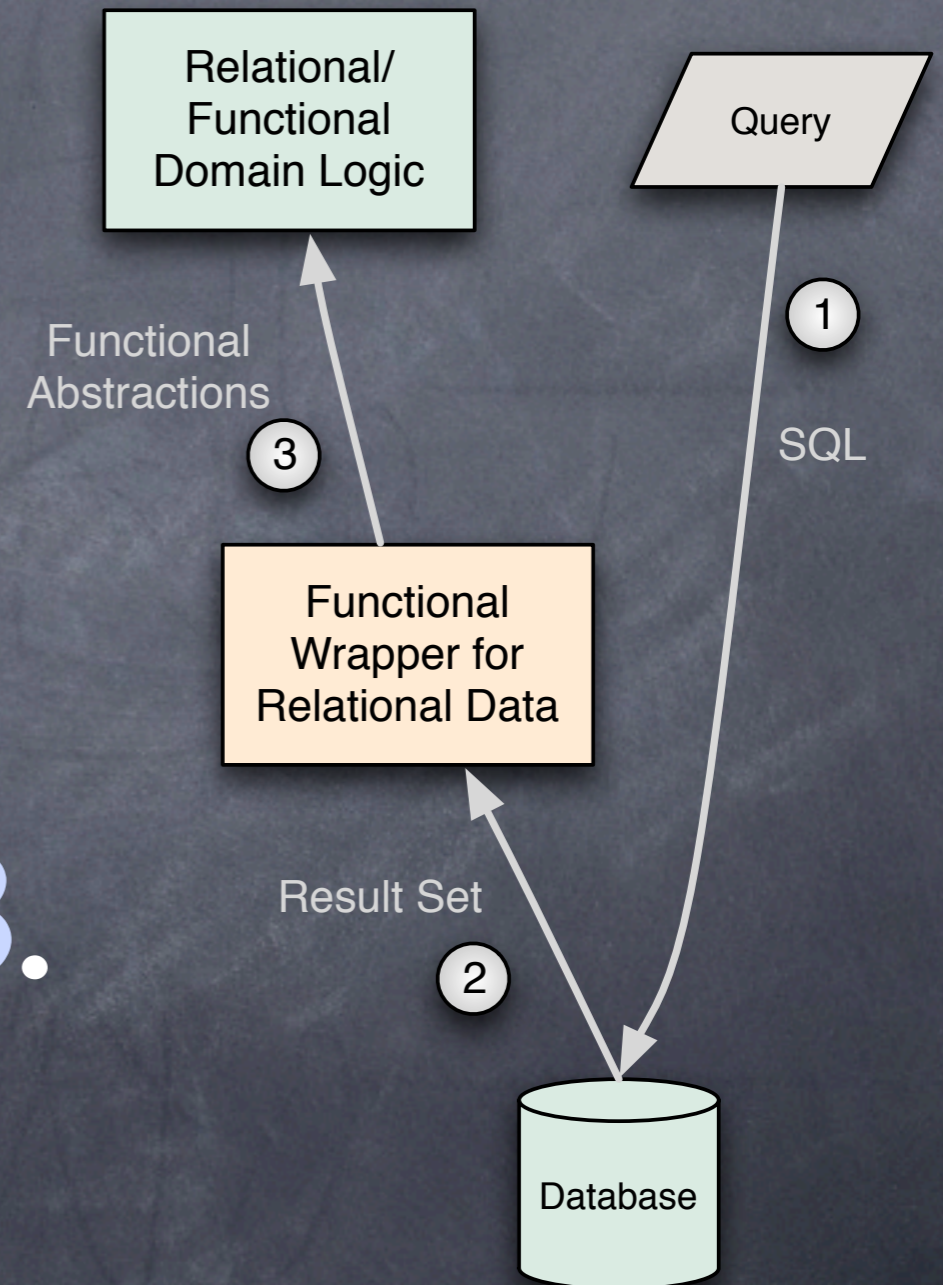 Relational/
Functional
Domain Logic
Query
1
Functional
Abstractions
3
SQL
Functional
Wrapper for
Relational Data
Result Set
2
Database